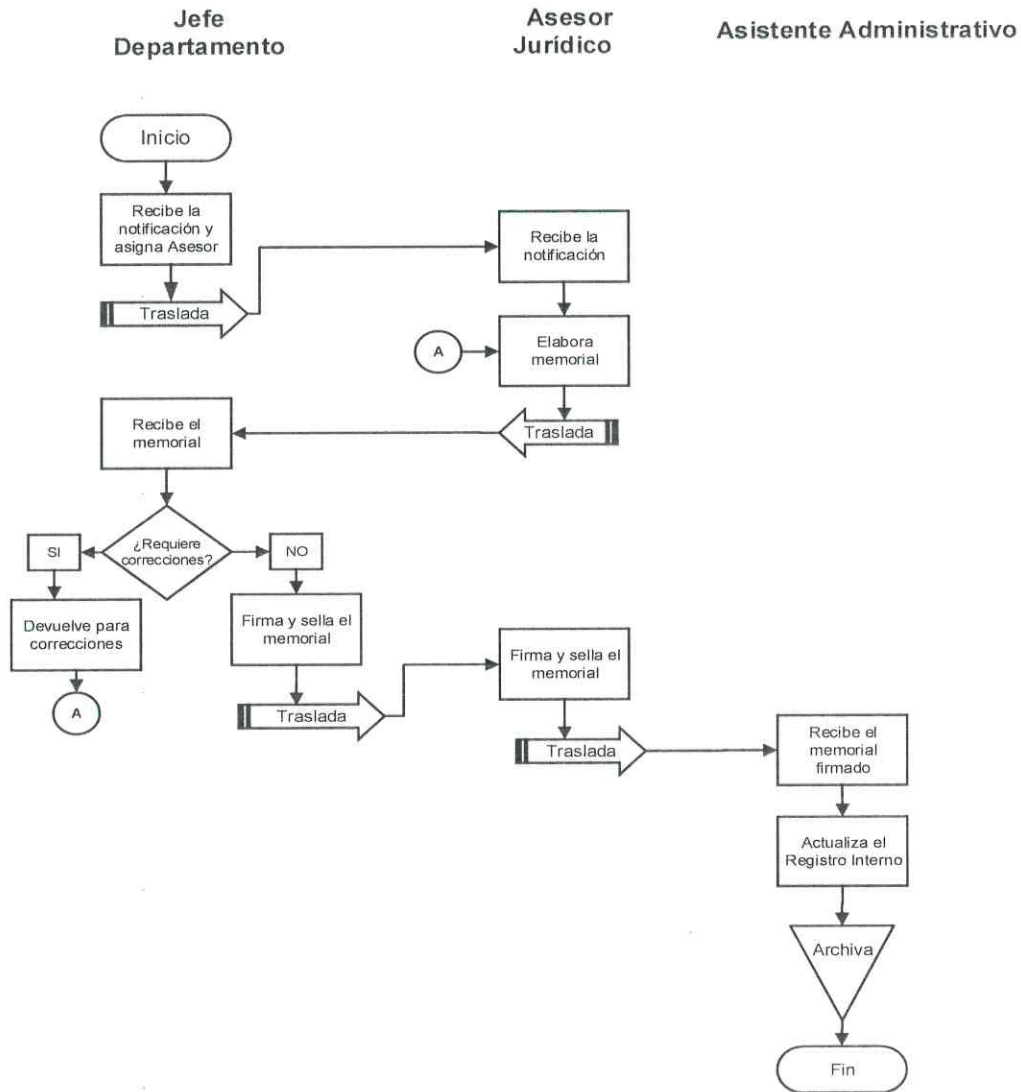 Jefe
Departamento
Asesor
Jurídico
Asistente Administrativo
Inicio
Recibe la
notificación y
asigna Asesor
Traslada
Recibe la
notificación
A
Elabora
memorial
Traslada
Recibe el
memorial
¿Requiere
correcciones?
SI
NO
Devuelve para
correcciones
A
Firma y sella el
memorial
Traslada
Firma y sella el
memorial
Traslada
Recibe el
memorial
firmado
Actualiza el
Registro Interno
Archiva
Fin